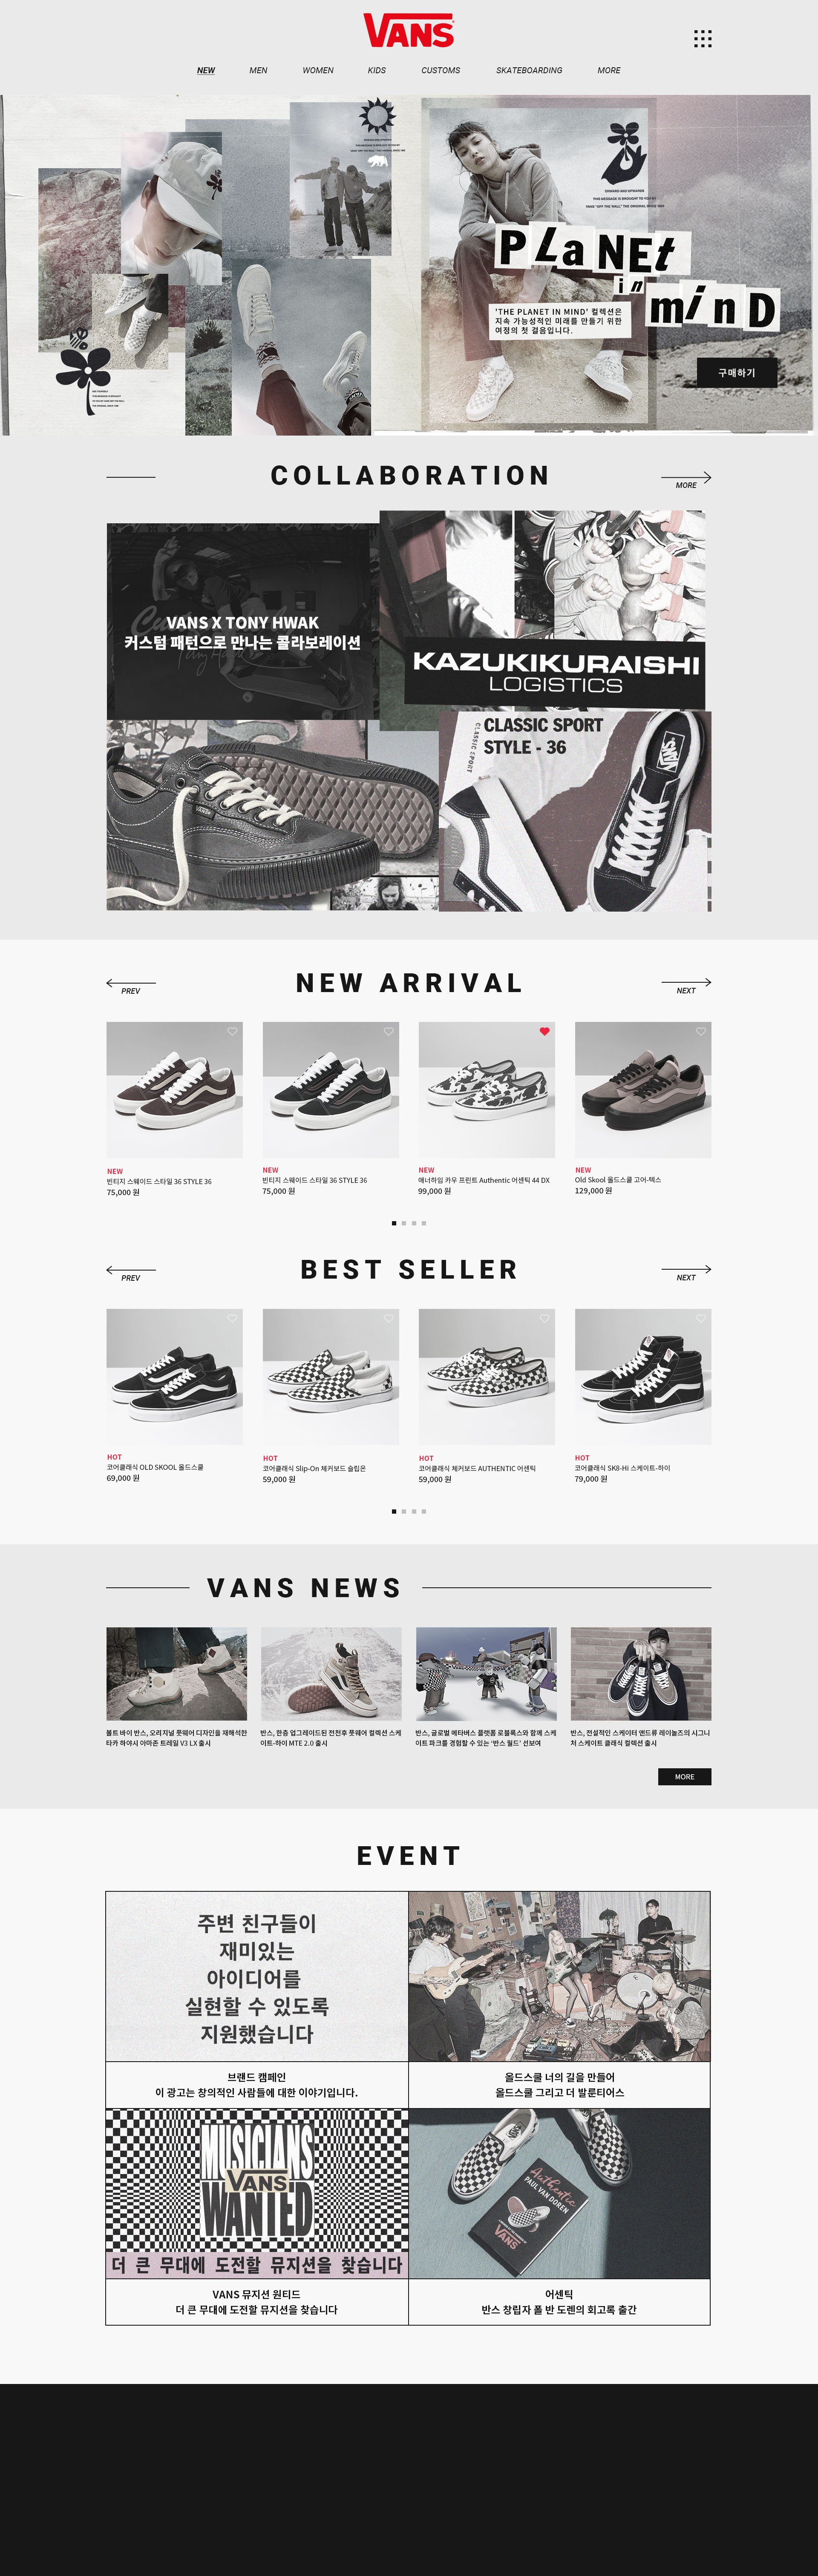 VANS
NEW MEN WOMEN KIDS CUSTOMS SKATEBOARDING MORE
PLaNEt
in
minD
'THE PLANET IN MIND' 컬렉션은
지속 가능성적인 미래를 만들기 위한
여정의 첫 걸음입니다.
구매하기
COLLABORATION
MORE
VANS X TONY HWAK
커스텀 패턴으로 만나는 콜라보레이션
KAZUKIKURAISHI
LOGISTICS
CLASSIC SPORT
CLASSIC SPORT
STYLE - 36
VANS
NEW ARRIVAL
PREV
NEXT
NEW
빈티지 스웨이드 스타일 36 STYLE 36
75,000 원
NEW
빈티지 스웨이드 스타일 36 STYLE 36
75,000 원
NEW
애너하임 카우 프린트 Authentic 어센틱 44 DX
99,000 원
NEW
Old Skool 올드스쿨 고어-텍스
129,000 원
BEST SELLER
PREV
NEXT
HOT
코어클래식 OLD SKOOL 올드스쿨
69,000 원
HOT
코어클래식 Slip-On 체커보드 슬립온
59,000 원
HOT
코어클래식 체커보드 AUTHENTIC 어센틱
59,000 원
HOT
코어클래식 SK8-Hi 스케이트-하이
79,000 원
VANS NEWS
볼트 바이 반스, 오리지널 풋웨어 디자인을 재해석한
타카 하야시 아마존 트레일 V3 LX 출시
반스, 한층 업그레이드된 전천후 풋웨어 컬렉션 스케
이트-하이 MTE 2.0 출시
반스, 글로벌 메타버스 플랫폼 로블록스와 함께 스케
이트 파크를 경험할 수 있는 '반스 월드' 선보여
반스, 전설적인 스케이터 앤드류 레이놀즈의 시그니
처 스케이트 클래식 컬렉션 출시
MORE
EVENT
주변 친구들이
재미있는
아이디어를
실현할 수 있도록
지원했습니다
브랜드 캠페인
이 광고는 창의적인 사람들에 대한 이야기입니다.
올드스쿨 너의 길을 만들어
올드스쿨 그리고 더 발룬티어스
MUSICIANS
VANS
WANTED
더 큰 무대에 도전할 뮤지션을 찾습니다
Authentic
PAUL VAN DOREN
VANS
VANS 뮤지션 원티드
더 큰 무대에 도전할 뮤지션을 찾습니다
어센틱
반스 창립자 폴 반 도렌의 회고록 출간